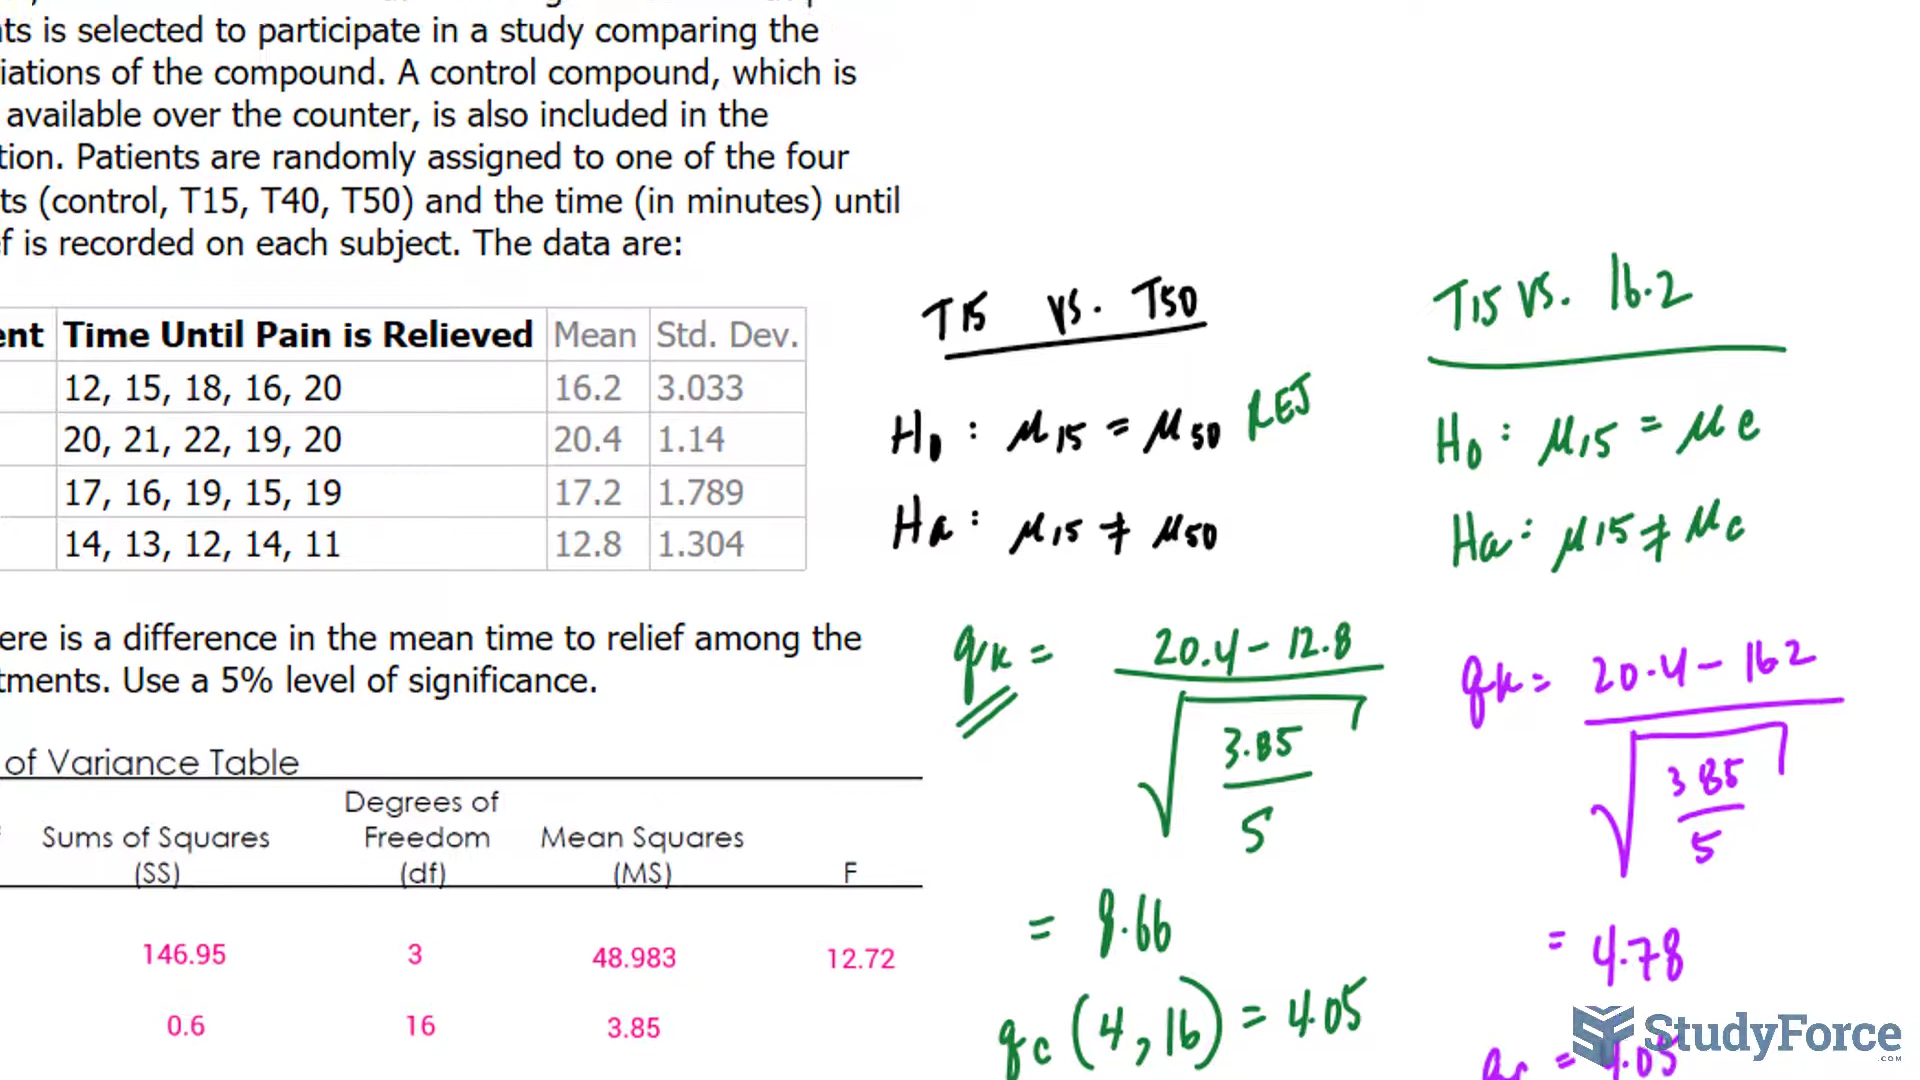 ts is selected to participate in a study comparing the
iations of the compound. A control compound, which is
available over the counter, is also included in the
tion. Patients are randomly assigned to one of the four
ts (control, T15, T40, T50) and the time (in minutes) until
f is recorded on each subject. The data are:
ent Time Until Pain is Relieved Mean Std. Dev.
12, 15, 18, 16, 20 16.2 3.033
20, 21, 22, 19, 20 20.4 1.14
17, 16, 19, 15, 19 17.2 1.789
14, 13, 12, 14, 11 12.8 1.304
ere is a difference in the mean time to relief among the
tments. Use a 5% level of significance.
of Variance Table
Sums of Squares (SS) Degrees of Freedom (df) Mean Squares (MS) F
146.95 3 48.983 12.72
0.6 16 3.85
T15 vs. T50
H0 : μ15 = μ50 REJ
Ha : μ15 ≠ μ50
qk = 20.4 - 12.8 / √(3.85 / 5)
= 8.66
qc (4, 16) = 4.05
T15 vs. 16.2
H0 : μ15 = μc
Ha : μ15 ≠ μc
qk = 20.4 - 16.2 / √(3.85 / 5)
= 4.78
qc = 4.05
StudyForce
.COM